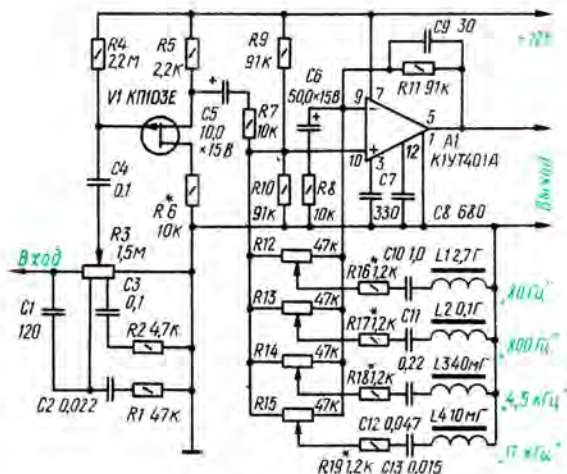 C9 30
+12В
R4
2,2М
R5
2,2К
R9
91К
R11 91К
V1 КП103Е
C5
10,0
×15В
C6
50,0×15В
R7
10К
9
7
5
1
10
3
12
A1
К1УТ401А
C4
0,1
R6*
10К
R10
91К
R8
10К
C7
330
C8 680
Выход
R3
1,5М
Вход
C1
120
C3
0,1
R2 4,7К
C2 0,022
R1 47К
R12
47К
R16* 1,2К
C10 1,0
L1 2,7Г
„80Гц"
R13
47К
R17* 1,2К
C11
0,22
L2 0,1Г
„800Гц"
R14
47К
R18* 1,2К
L3 40мГ
„4,5 кГц"
R15
47К
C12 0,047
L4 10мГ
R19* 1,2К
C13 0,015
„17 кГц"